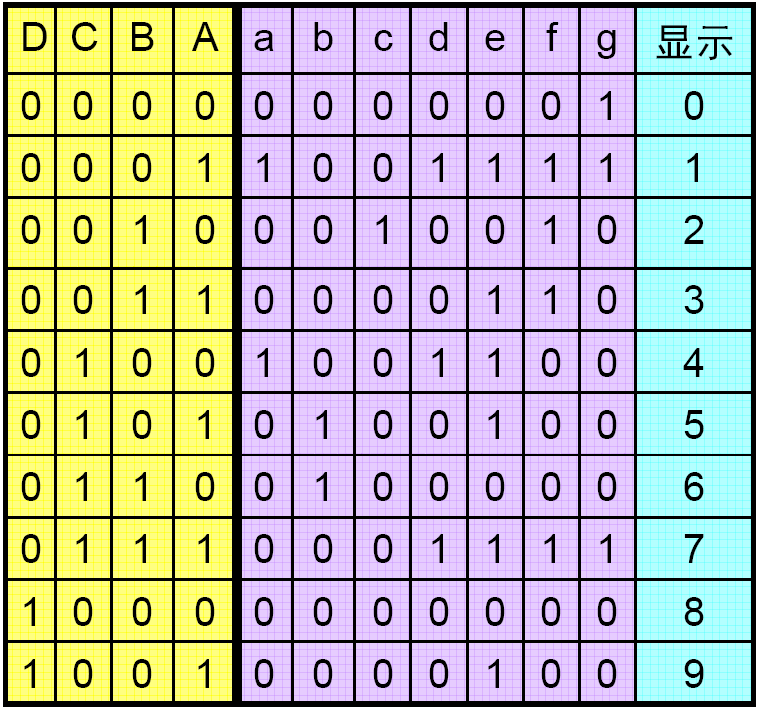 D C B A a b c d e f g 显示
0 0 0 0 0 0 0 0 0 0 1 0
0 0 0 1 1 0 0 1 1 1 1 1
0 0 1 0 0 0 1 0 0 1 0 2
0 0 1 1 0 0 0 0 1 1 0 3
0 1 0 0 1 0 0 1 1 0 0 4
0 1 0 1 0 1 0 0 1 0 0 5
0 1 1 0 0 1 0 0 0 0 0 6
0 1 1 1 0 0 0 1 1 1 1 7
1 0 0 0 0 0 0 0 0 0 0 8
1 0 0 1 0 0 0 0 1 0 0 9